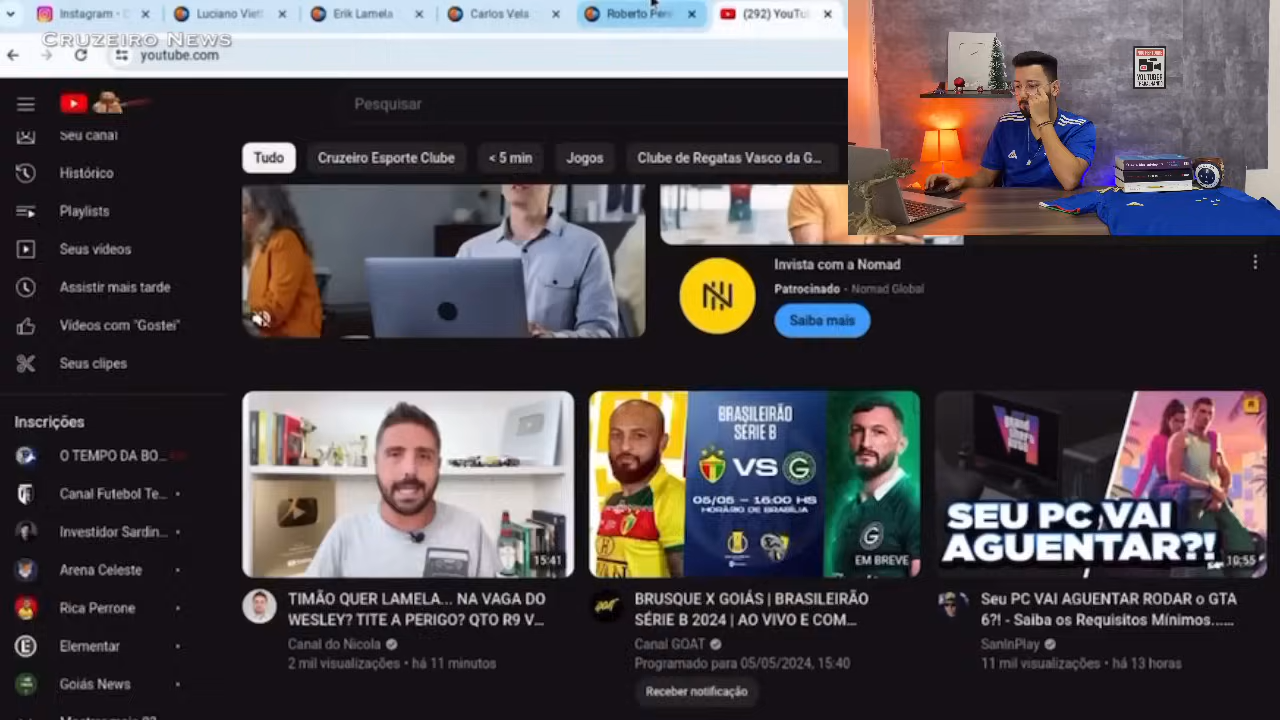 Instagram
Luciano Viet
Erik Lamela
Carlos Vela
Roberto Pere
(292) YouTu
CRUZEIRO NEWS
youtube.com
Pesquisar
Seu canal
Histórico
Playlists
Seus vídeos
Assistir mais tarde
Vídeos com "Gostei"
Seus clipes
Inscrições
O TEMPO DA BO...
Canal Futebol Te...
Investidor Sardin...
Arena Celeste
Rica Perrone
Elementar
Goiás News
Tudo
Cruzeiro Esporte Clube
< 5 min
Jogos
Clube de Regatas Vasco da G...
Invista com a Nomad
Patrocinado · Nomad Global
Saiba mais
15:41
TIMÃO QUER LAMELA... NA VAGA DO
WESLEY? TITE A PERIGO? QTO R9 V...
Canal do Nicola
2 mil visualizações • há 11 minutos
BRASILEIRÃO
SÉRIE B
VS
05/05 - 16:00 HS
HORÁRIO DE BRASÍLIA
EM BREVE
BRUSQUE X GOIÁS | BRASILEIRÃO
SÉRIE B 2024 | AO VIVO E COM...
Canal GOAT
Programado para 05/05/2024, 15:40
Receber notificação
SEU PC VAI
AGUENTAR?!
10:55
Seu PC VAI AGUENTAR RODAR o GTA
6?! - Saiba os Requisitos Mínimos......
SanInPlay
11 mil visualizações • há 13 horas